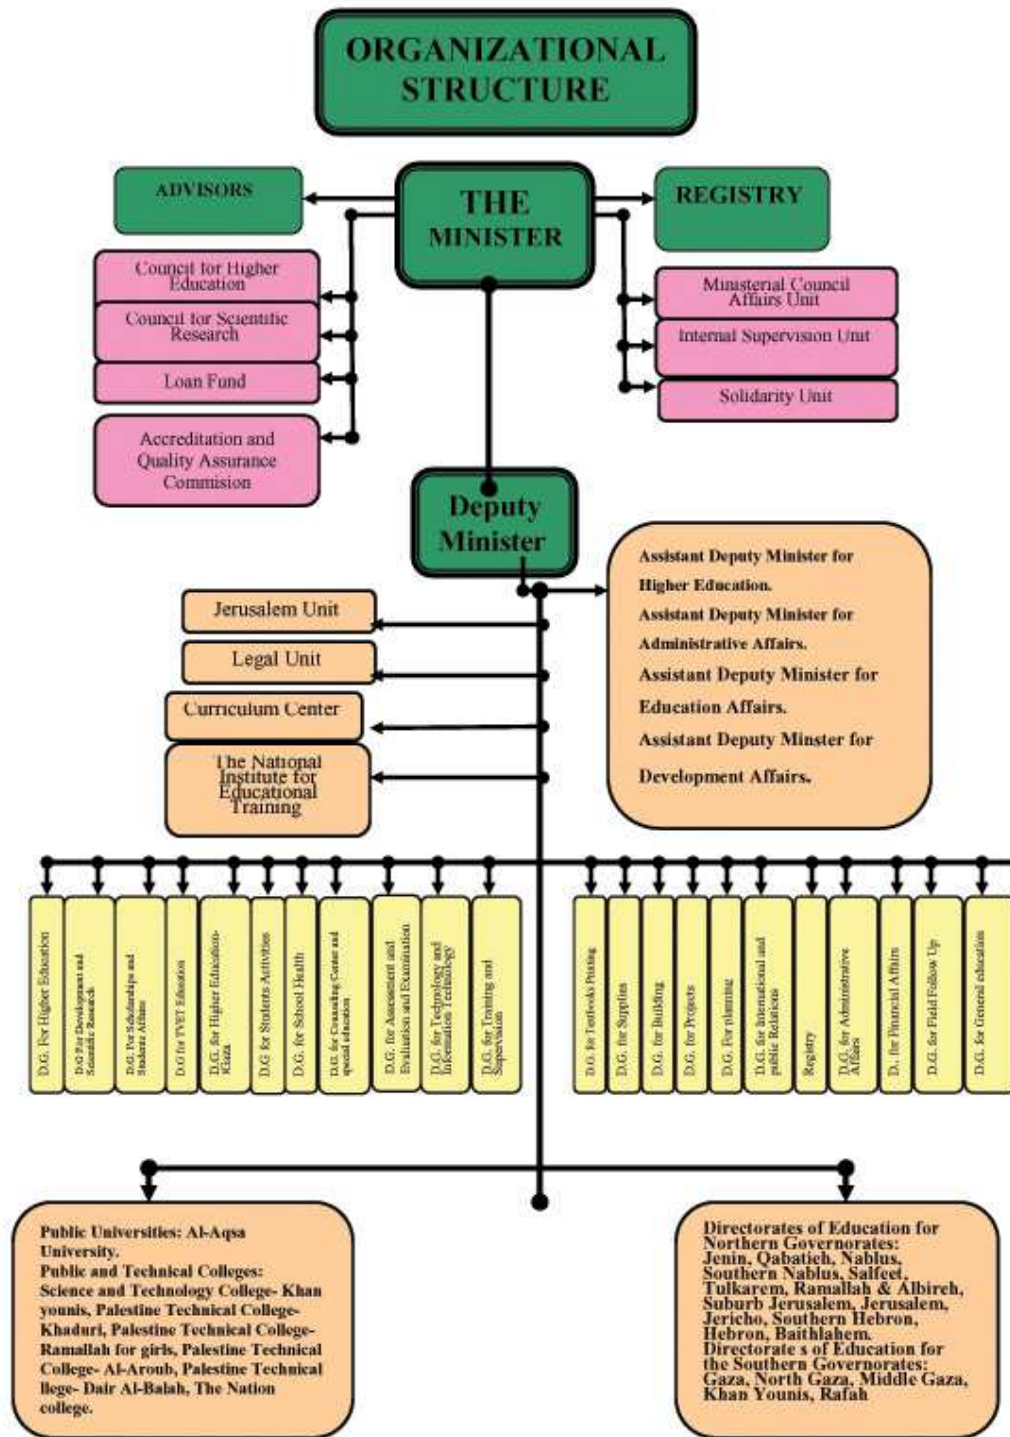 ORGANIZATIONAL
STRUCTURE
ADVISORS
THE
MINISTER
REGISTRY
Council for Higher
Education
Council for Scientific
Research
Loan Fund
Accreditation and
Quality Assurance
Commision
Ministerial Council
Affairs Unit
Internal Supervision Unit
Solidarity Unit
Deputy
Minister
Assistant Deputy Minister for
Higher Education.
Assistant Deputy Minister for
Administrative Affairs.
Assistant Deputy Minister for
Education Affairs.
Assistant Deputy Minster for
Development Affairs.
Jerusalem Unit
Legal Unit
Curriculum Center
The National
Institute for
Educational
Training
D.G. For Higher Education
D.G For Development and
Scientific Research
D.G. For Scholarships and
Students Affairs
D.G for TVET Education
D.G. for Higher Education-
Gaza
D.G for Students Activities
D.G. for School Health
D.G. for Counseling Center and
special education
D.G. for Assessment and
Evaluation and Examination
D.G. for Technology and
Information Technology
D.G. for Training and
Supervision
D.G. for Textbooks Printing
D.G. for Supplies
D.G. for Building
D.G. for Projects
D.G. For planning
D.G. for International and
public Relations
Registry
D.G. for Administrative
Affairs
D.. for Financial Affairs
D.G. for Field Follow Up
D.G. for General education
Public Universities: Al-Aqsa
University.
Public and Technical Colleges:
Science and Technology College- Khan
younis, Palestine Technical College-
Khaduri, Palestine Technical College-
Ramallah for girls, Palestine Technical
College- Al-Aroub, Palestine Technical
llege- Dair Al-Balah, The Nation
college.
Directorates of Education for
Northern Governorates:
Jenin, Qabatieh, Nablus,
Southern Nablus, Salfeet,
Tulkarem, Ramallah & Albireh,
Suburb Jerusalem, Jerusalem,
Jericho, Southern Hebron,
Hebron, Baithlahem.
Directorate s of Education for
the Southern Governorates:
Gaza, North Gaza, Middle Gaza,
Khan Younis, Rafah